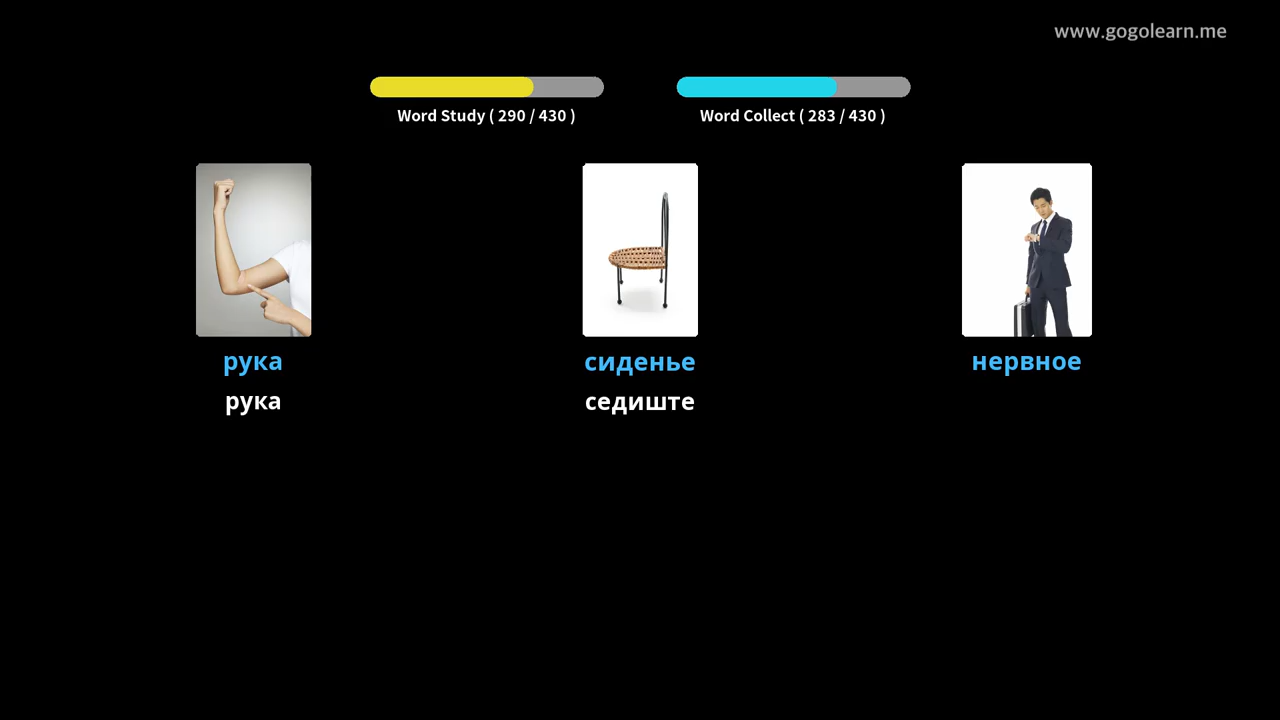 www.gogolearn.me
Word Study ( 290 / 430 )
Word Collect ( 283 / 430 )
рука
сиденье
нервное
рука
седиште